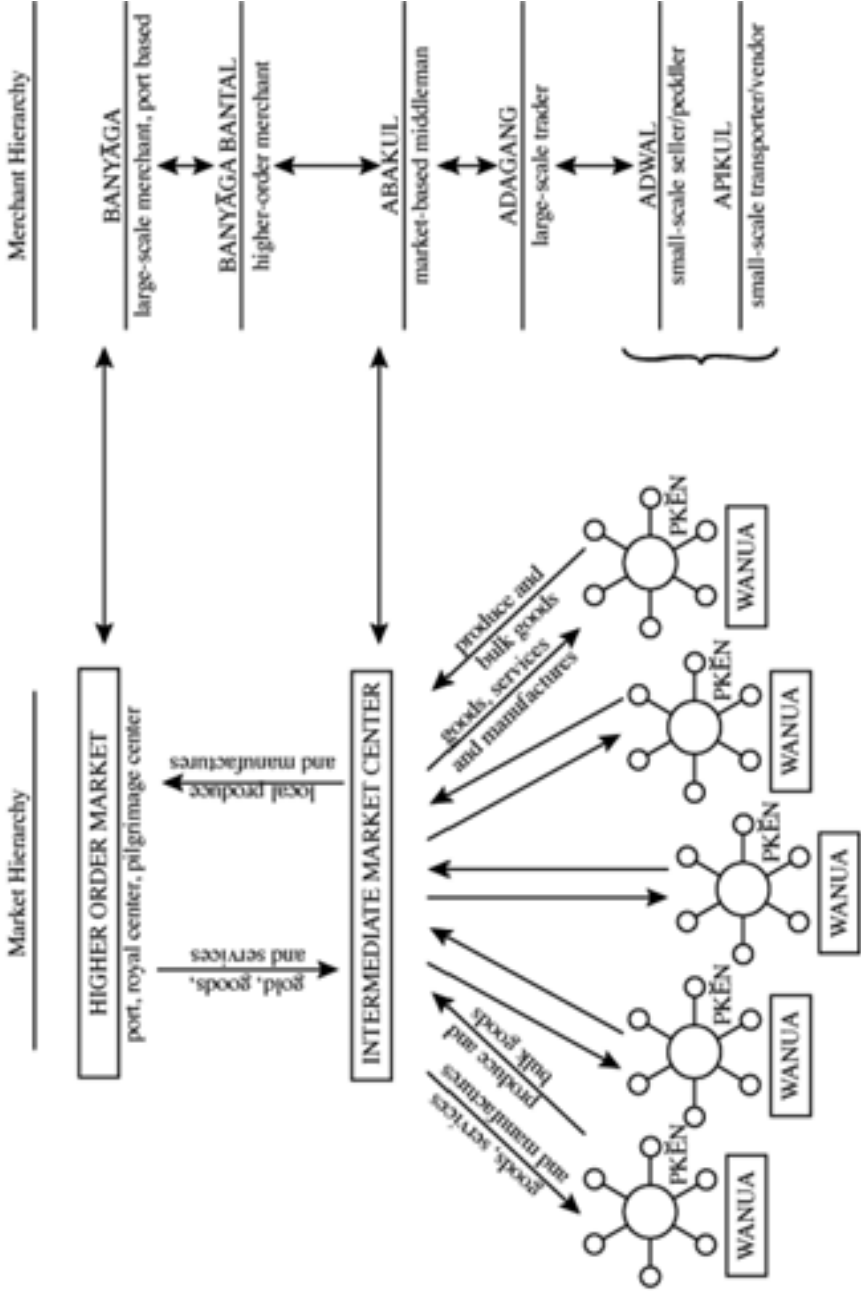 Market Hierarchy
Merchant Hierarchy
HIGHER ORDER MARKET
port, royal center, pilgrimage center
gold, goods,
and services
local produce
and manufactures
INTERMEDIATE MARKET CENTER
goods, services
and manufactures
produce and
bulk goods
goods, services
and manufactures
produce and
bulk goods
PKĔN
WANUA
PKĔN
WANUA
PKĔN
WANUA
PKĔN
WANUA
PKĔN
WANUA
BANYĀGA
large-scale merchant, port based
BANYĀGA BANTAL
higher-order merchant
ABAKUL
market-based middleman
ADAGANG
large-scale trader
ADWAL
small-scale seller/peddler
APIKUL
small-scale transporter/vendor